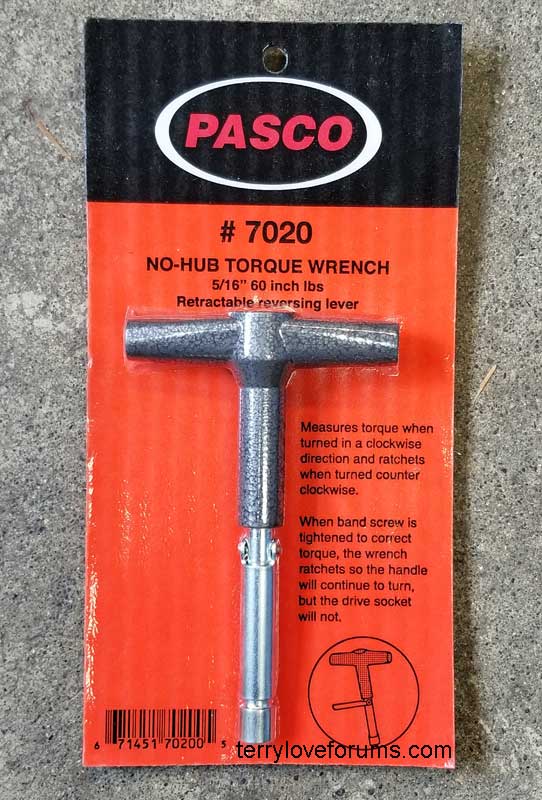 PASCO
# 7020
NO-HUB TORQUE WRENCH
5/16" 60 inch lbs
Retractable reversing lever
Measures torque when
turned in a clockwise
direction and ratchets
when turned counter
clockwise.
When band screw is
tightened to correct
torque, the wrench
ratchets so the handle
will continue to turn,
but the drive socket
will not.
6 71451 70200 5
terryloveforums.com